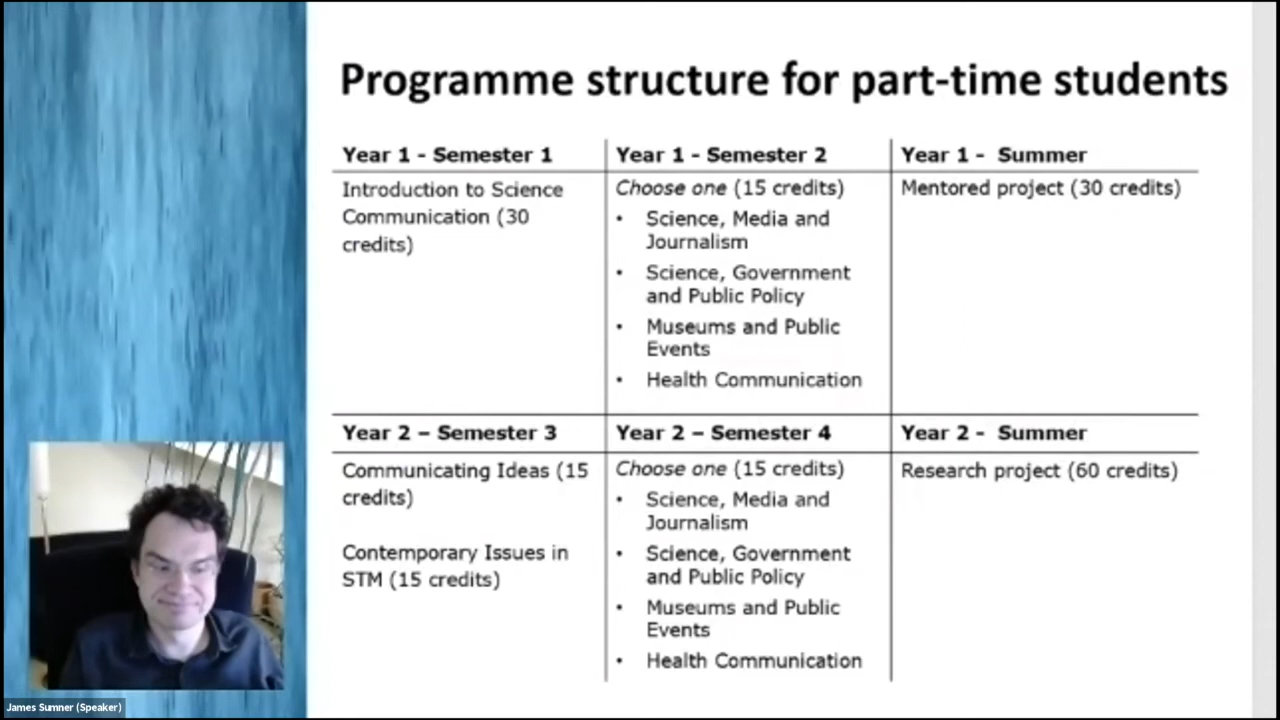 Programme structure for part-time students
Year 1 - Semester 1
Introduction to Science
Communication (30
credits)
Year 1 - Semester 2
Choose one (15 credits)
• Science, Media and
Journalism
• Science, Government
and Public Policy
• Museums and Public
Events
• Health Communication
Year 1 - Summer
Mentored project (30 credits)
Year 2 – Semester 3
Communicating Ideas (15
credits)
Contemporary Issues in
STM (15 credits)
Year 2 – Semester 4
Choose one (15 credits)
• Science, Media and
Journalism
• Science, Government
and Public Policy
• Museums and Public
Events
• Health Communication
Year 2 - Summer
Research project (60 credits)
James Sumner (Speaker)